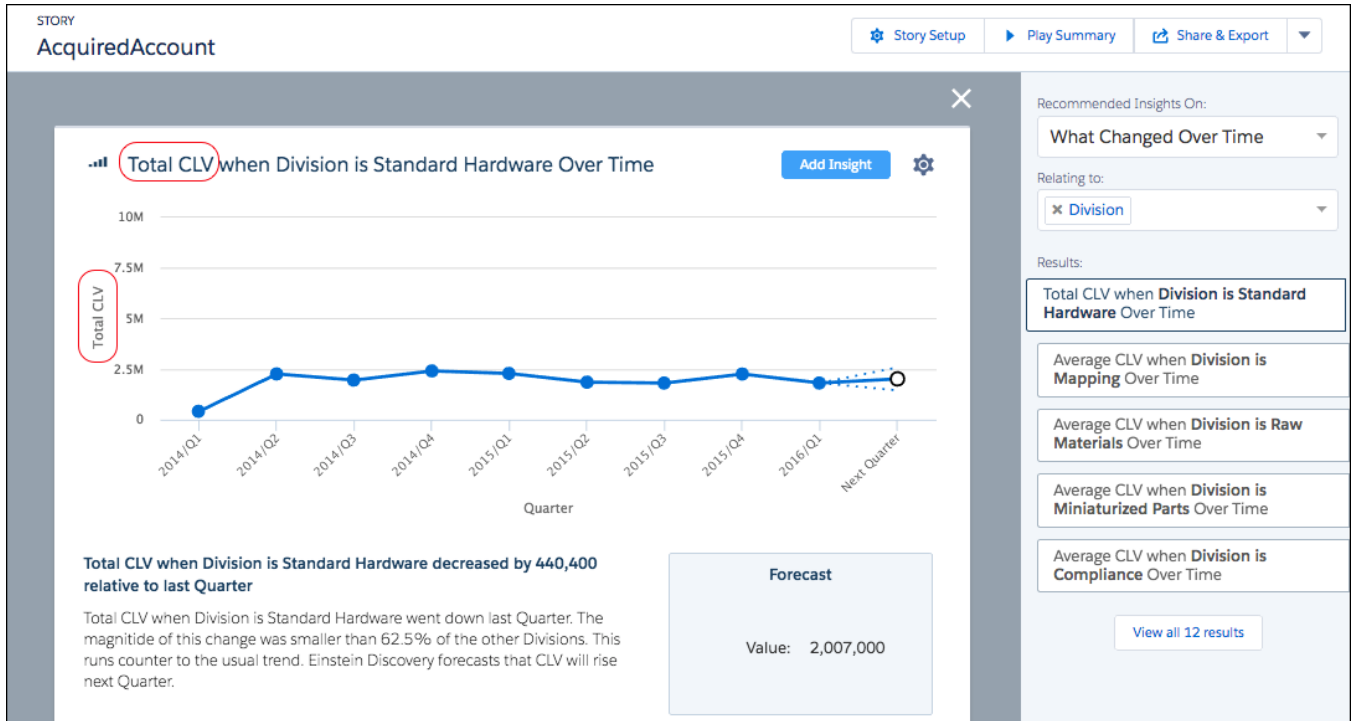 STORY
AcquiredAccount
Story Setup
Play Summary
Share & Export
Total CLV when Division is Standard Hardware Over Time
Add Insight
10M
7.5M
5M
2.5M
0
Total CLV
2014/Q1
2014/Q2
2014/Q3
2014/Q4
2015/Q1
2015/Q2
2015/Q3
2015/Q4
2016/Q1
Next Quarter
Quarter
Total CLV when Division is Standard Hardware decreased by 440,400
relative to last Quarter
Total CLV when Division is Standard Hardware went down last Quarter. The
magnitide of this change was smaller than 62.5% of the other Divisions. This
runs counter to the usual trend. Einstein Discovery forecasts that CLV will rise
next Quarter.
Forecast
Value: 2,007,000
Recommended Insights On:
What Changed Over Time
Relating to:
Division
Results:
Total CLV when Division is Standard
Hardware Over Time
Average CLV when Division is
Mapping Over Time
Average CLV when Division is Raw
Materials Over Time
Average CLV when Division is
Miniaturized Parts Over Time
Average CLV when Division is
Compliance Over Time
View all 12 results